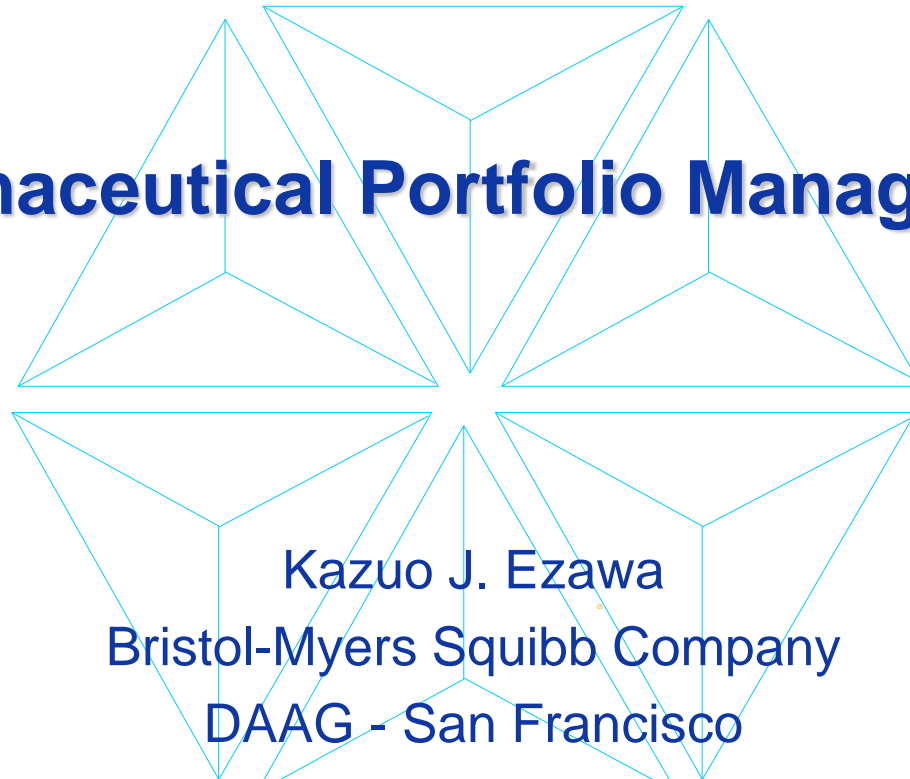 naceutical Portfolio Manag
Kazuo J. Ezawa
Bristol-Myers Squibb Company
DAAG - San Francisco